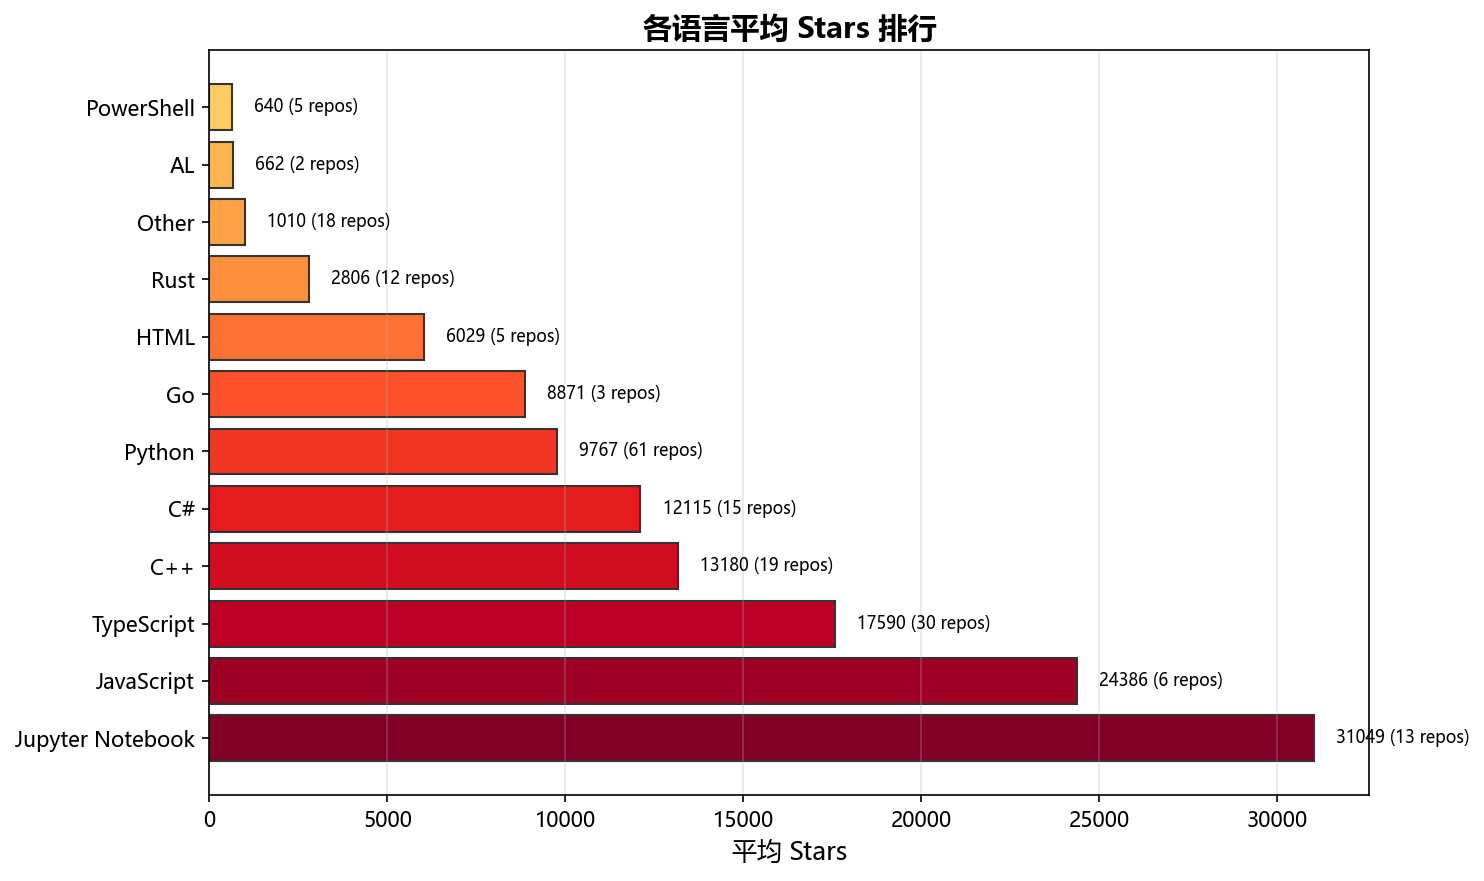 各语言平均 Stars 排行
PowerShell 640 (5 repos)
AL 662 (2 repos)
Other 1010 (18 repos)
Rust 2806 (12 repos)
HTML 6029 (5 repos)
Go 8871 (3 repos)
Python 9767 (61 repos)
C# 12115 (15 repos)
C++ 13180 (19 repos)
TypeScript 17590 (30 repos)
JavaScript 24386 (6 repos)
Jupyter Notebook 31049 (13 repos)
0 5000 10000 15000 20000 25000 30000
平均 Stars